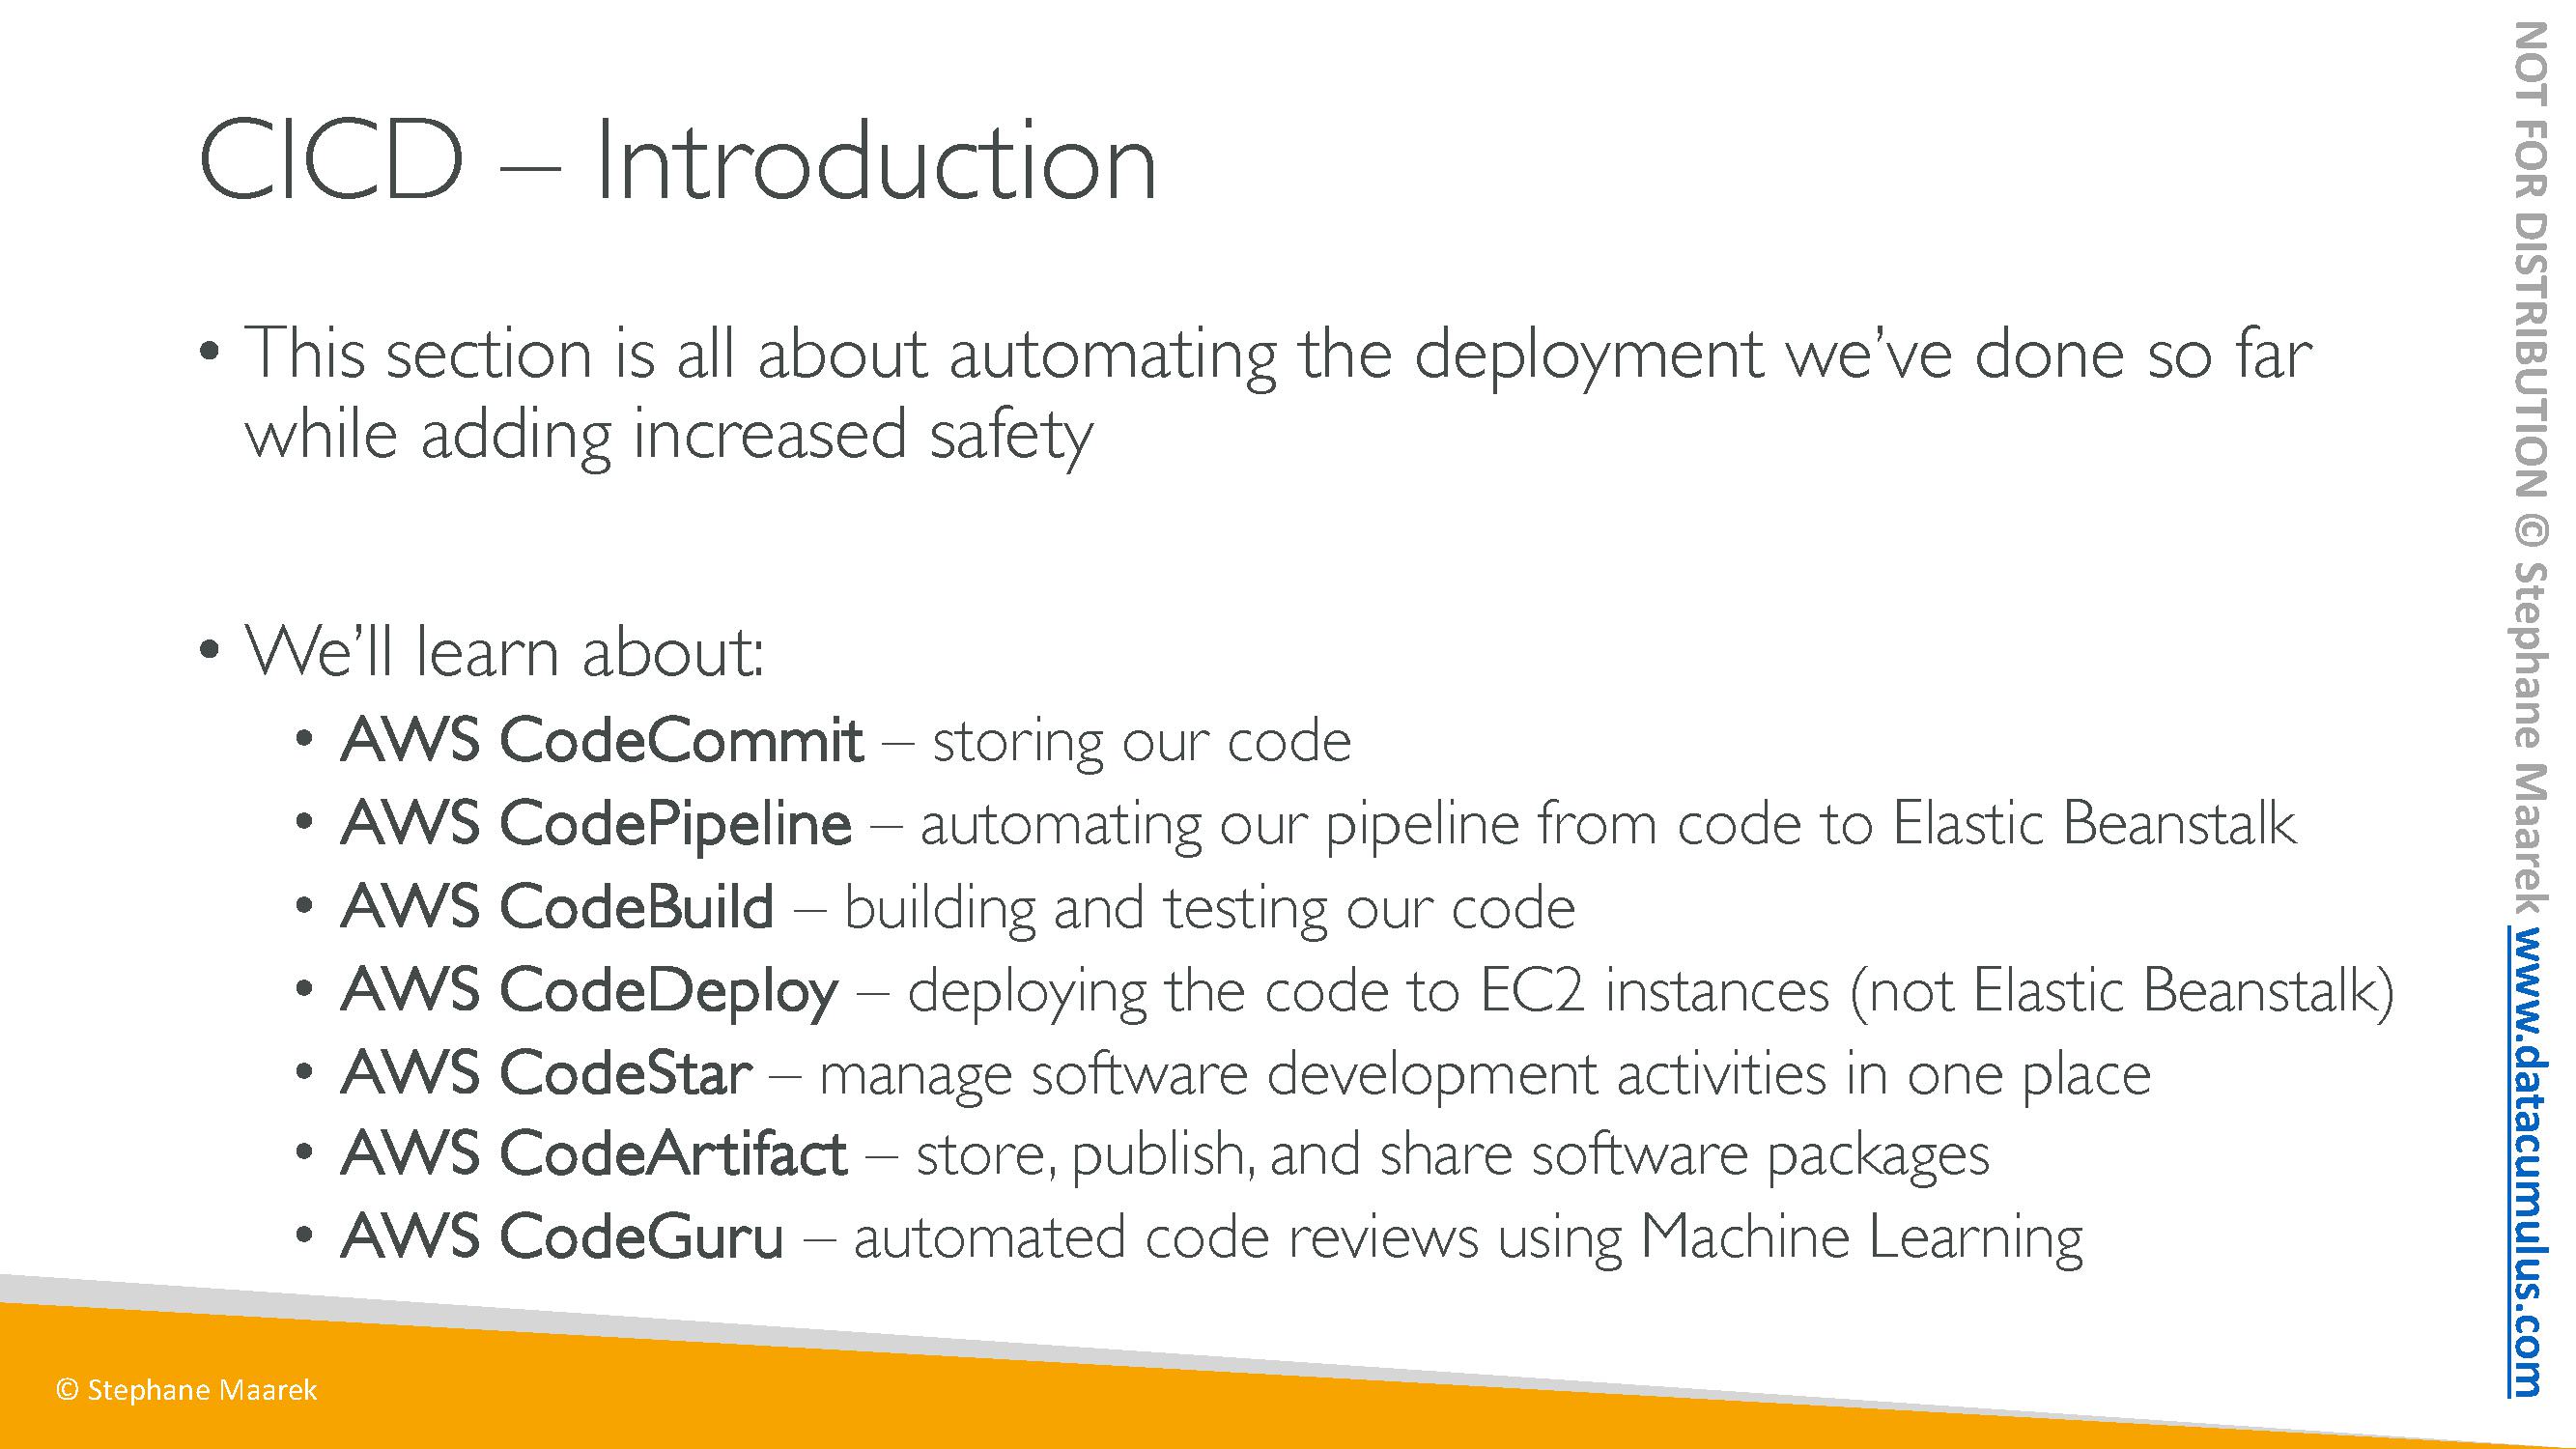 CICD – Introduction
• This section is all about automating the deployment we’ve done so far
while adding increased safety
• We’ll learn about:
• AWS CodeCommit – storing our code
• AWS CodePipeline – automating our pipeline from code to Elastic Beanstalk
• AWS CodeBuild – building and testing our code
• AWS CodeDeploy – deploying the code to EC2 instances (not Elastic Beanstalk)
• AWS CodeStar – manage software development activities in one place
• AWS CodeArtifact – store, publish, and share software packages
• AWS CodeGuru – automated code reviews using Machine Learning
© Stephane Maarek
NOT FOR DISTRIBUTION © Stephane Maarek www.datacumulus.com